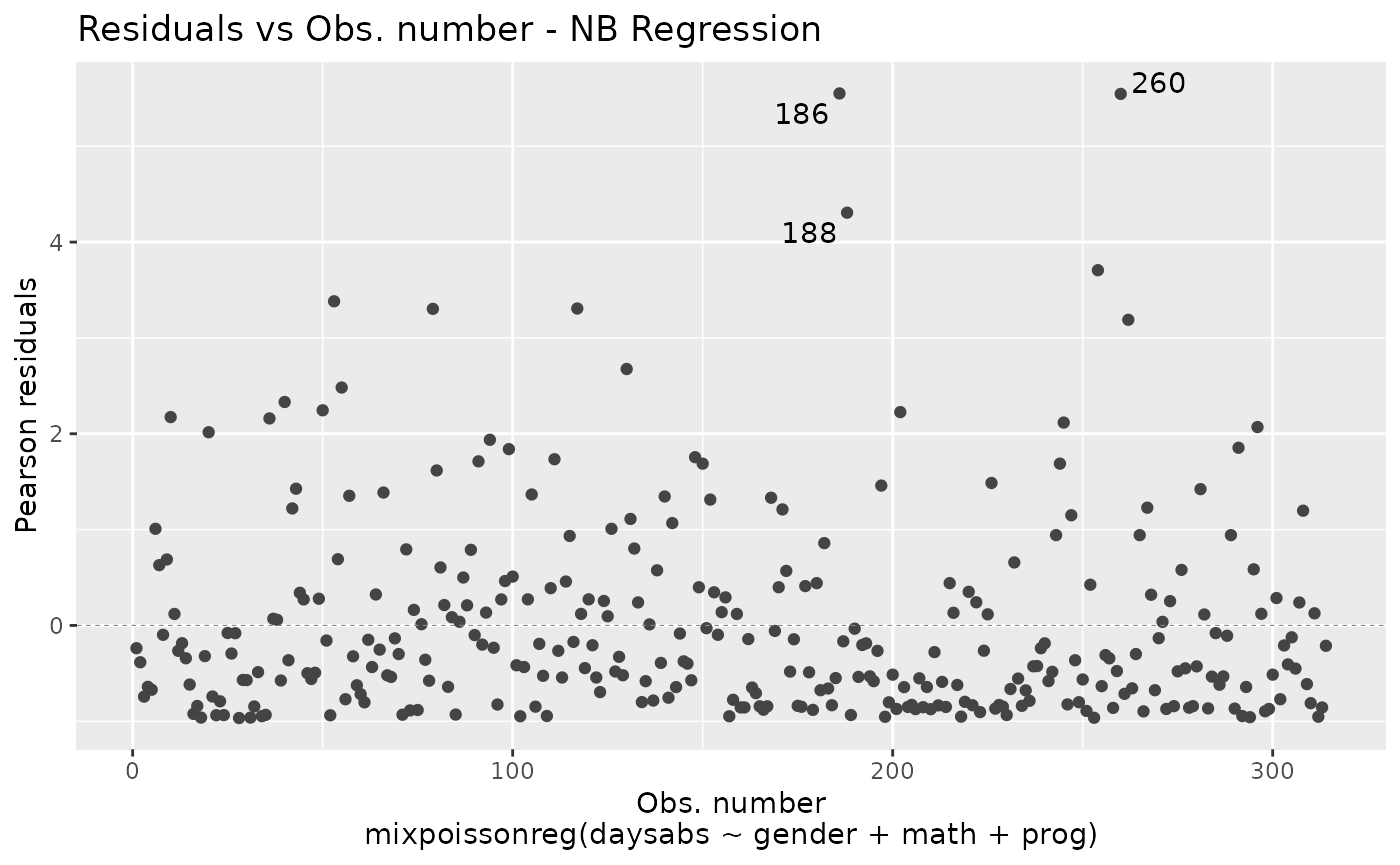 Residuals vs Obs. number - NB Regression
260
186
188
4
2
0
Pearson residuals
0 100 200 300
Obs. number
mixpoissonreg(daysabs ~ gender + math + prog)